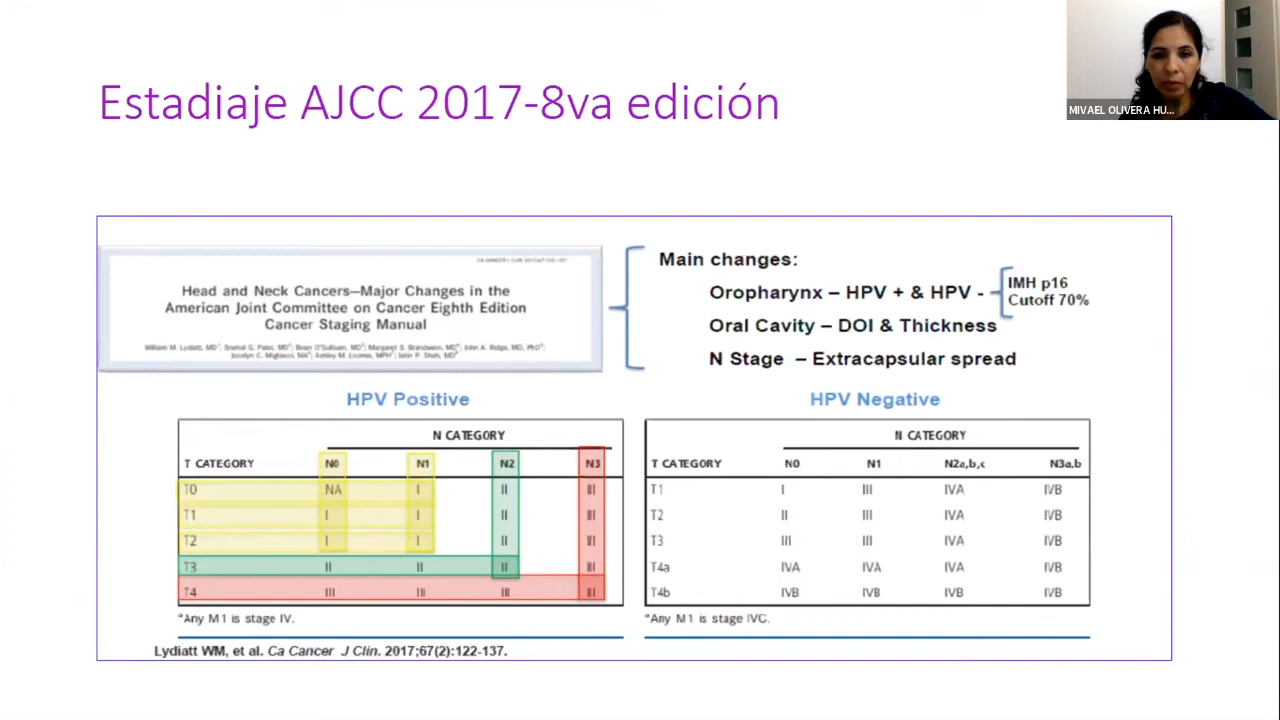 Estadiaje AJCC 2017-8va edición
MIVAEL OLIVERA HU...
Head and Neck Cancers—Major Changes in the
American Joint Committee on Cancer Eighth Edition
Cancer Staging Manual
William M. Lydiatt, MD; Snehal G. Patel, MD; Brian O'Sullivan, MD; Margaret S. Brandwein, MD; John A. Ridge, MD, PhD;
Jocelyn C. Migliacci, MA; Ashley M. Loomis, MPH; Jatin P. Shah, MD
Main changes:
Oropharynx – HPV + & HPV -
IMH p16
Cutoff 70%
Oral Cavity – DOI & Thickness
N Stage – Extracapsular spread
HPV Positive
N CATEGORY
T CATEGORY N0 N1 N2 N3
T0 NA I II III
T1 I I II III
T2 I I II III
T3 II II II III
T4 III III III III
ᵃAny M1 is stage IV.
HPV Negative
N CATEGORY
T CATEGORY N0 N1 N2a,b,c N3a,b
T1 I III IVA IVB
T2 II III IVA IVB
T3 III III IVA IVB
T4a IVA IVA IVA IVB
T4b IVB IVB IVB IVB
ᵃAny M1 is stage IVC.
Lydiatt WM, et al. Ca Cancer J Clin. 2017;67(2):122-137.